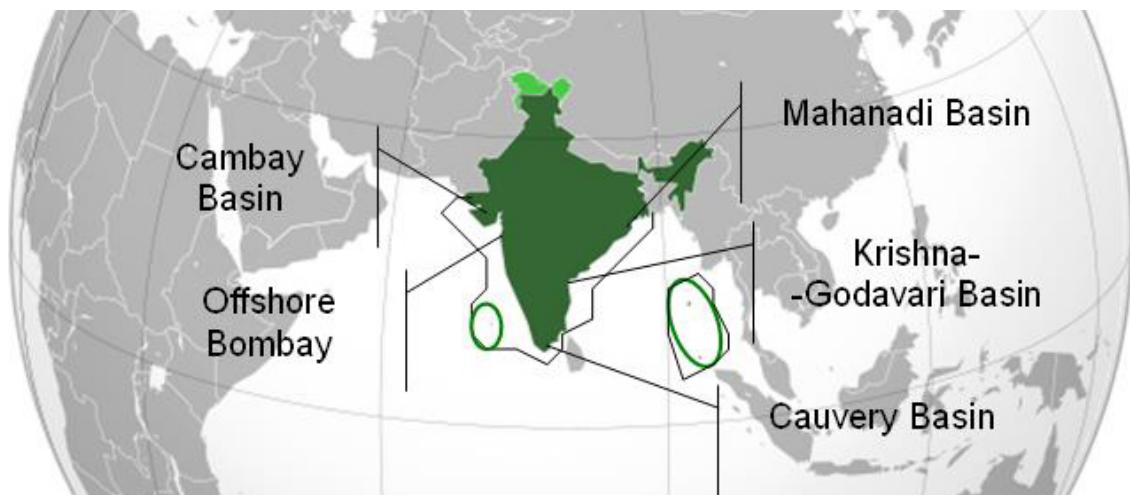 Mahanadi Basin
Cambay
Basin
Krishna-
-Godavari Basin
Offshore
Bombay
Cauvery Basin